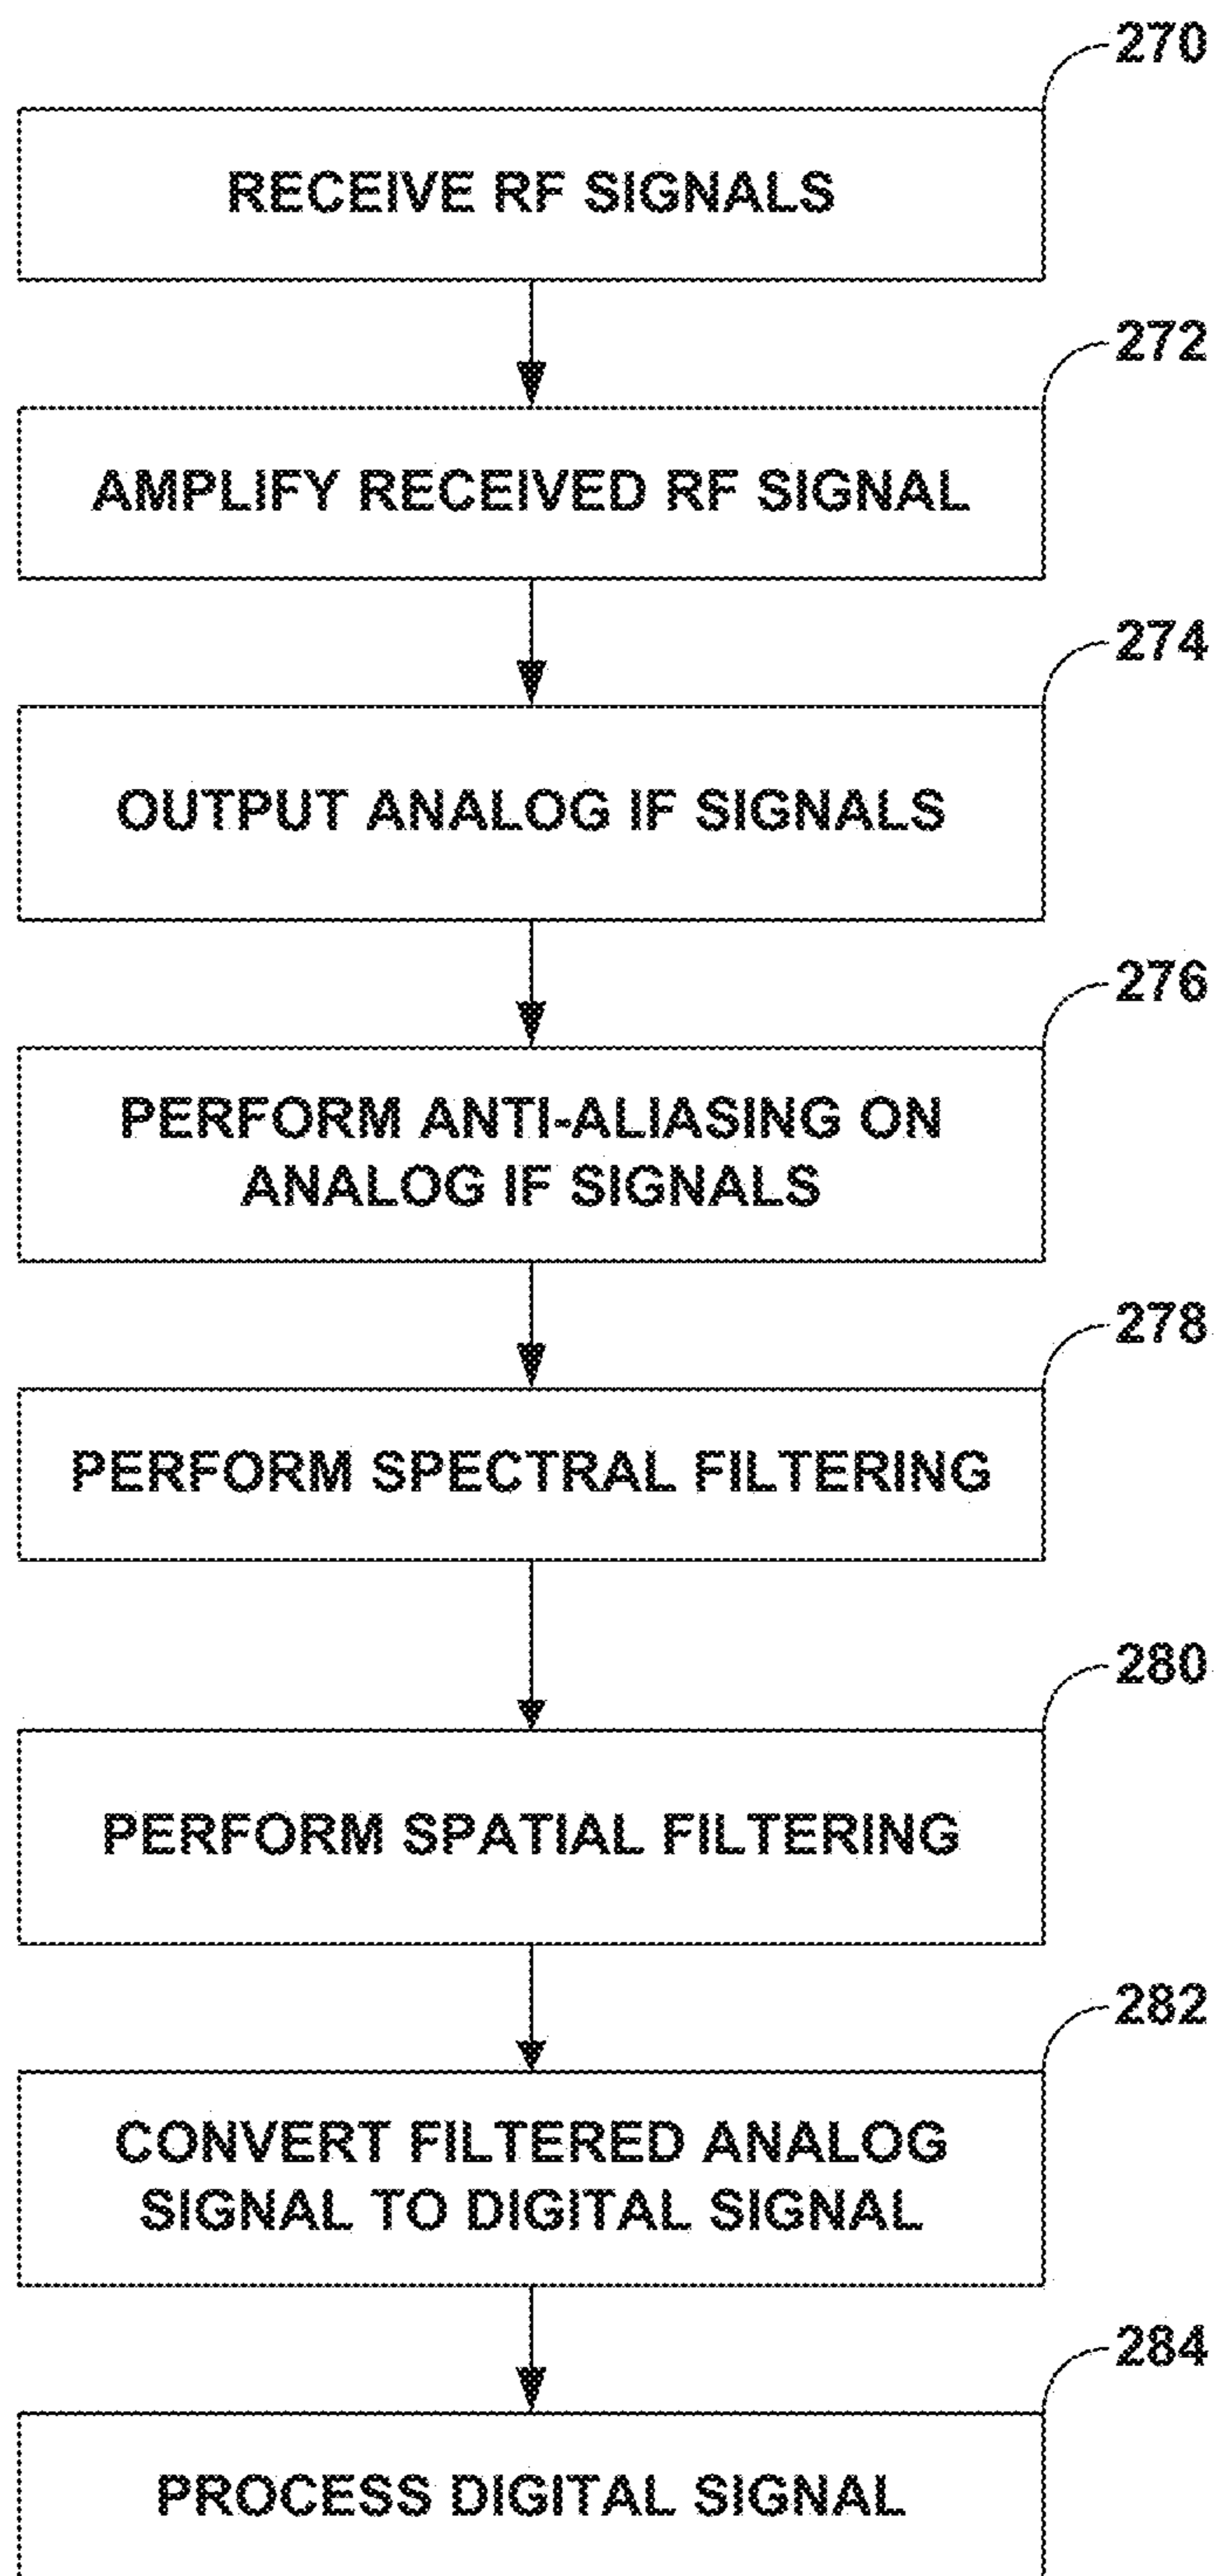 270
RECEIVE RF SIGNALS
272
AMPLIFY RECEIVED RF SIGNAL
274
OUTPUT ANALOG IF SIGNALS
276
PERFORM ANTI-ALIASING ON
ANALOG IF SIGNALS
278
PERFORM SPECTRAL FILTERING
280
PERFORM SPATIAL FILTERING
282
CONVERT FILTERED ANALOG
SIGNAL TO DIGITAL SIGNAL
284
PROCESS DIGITAL SIGNAL